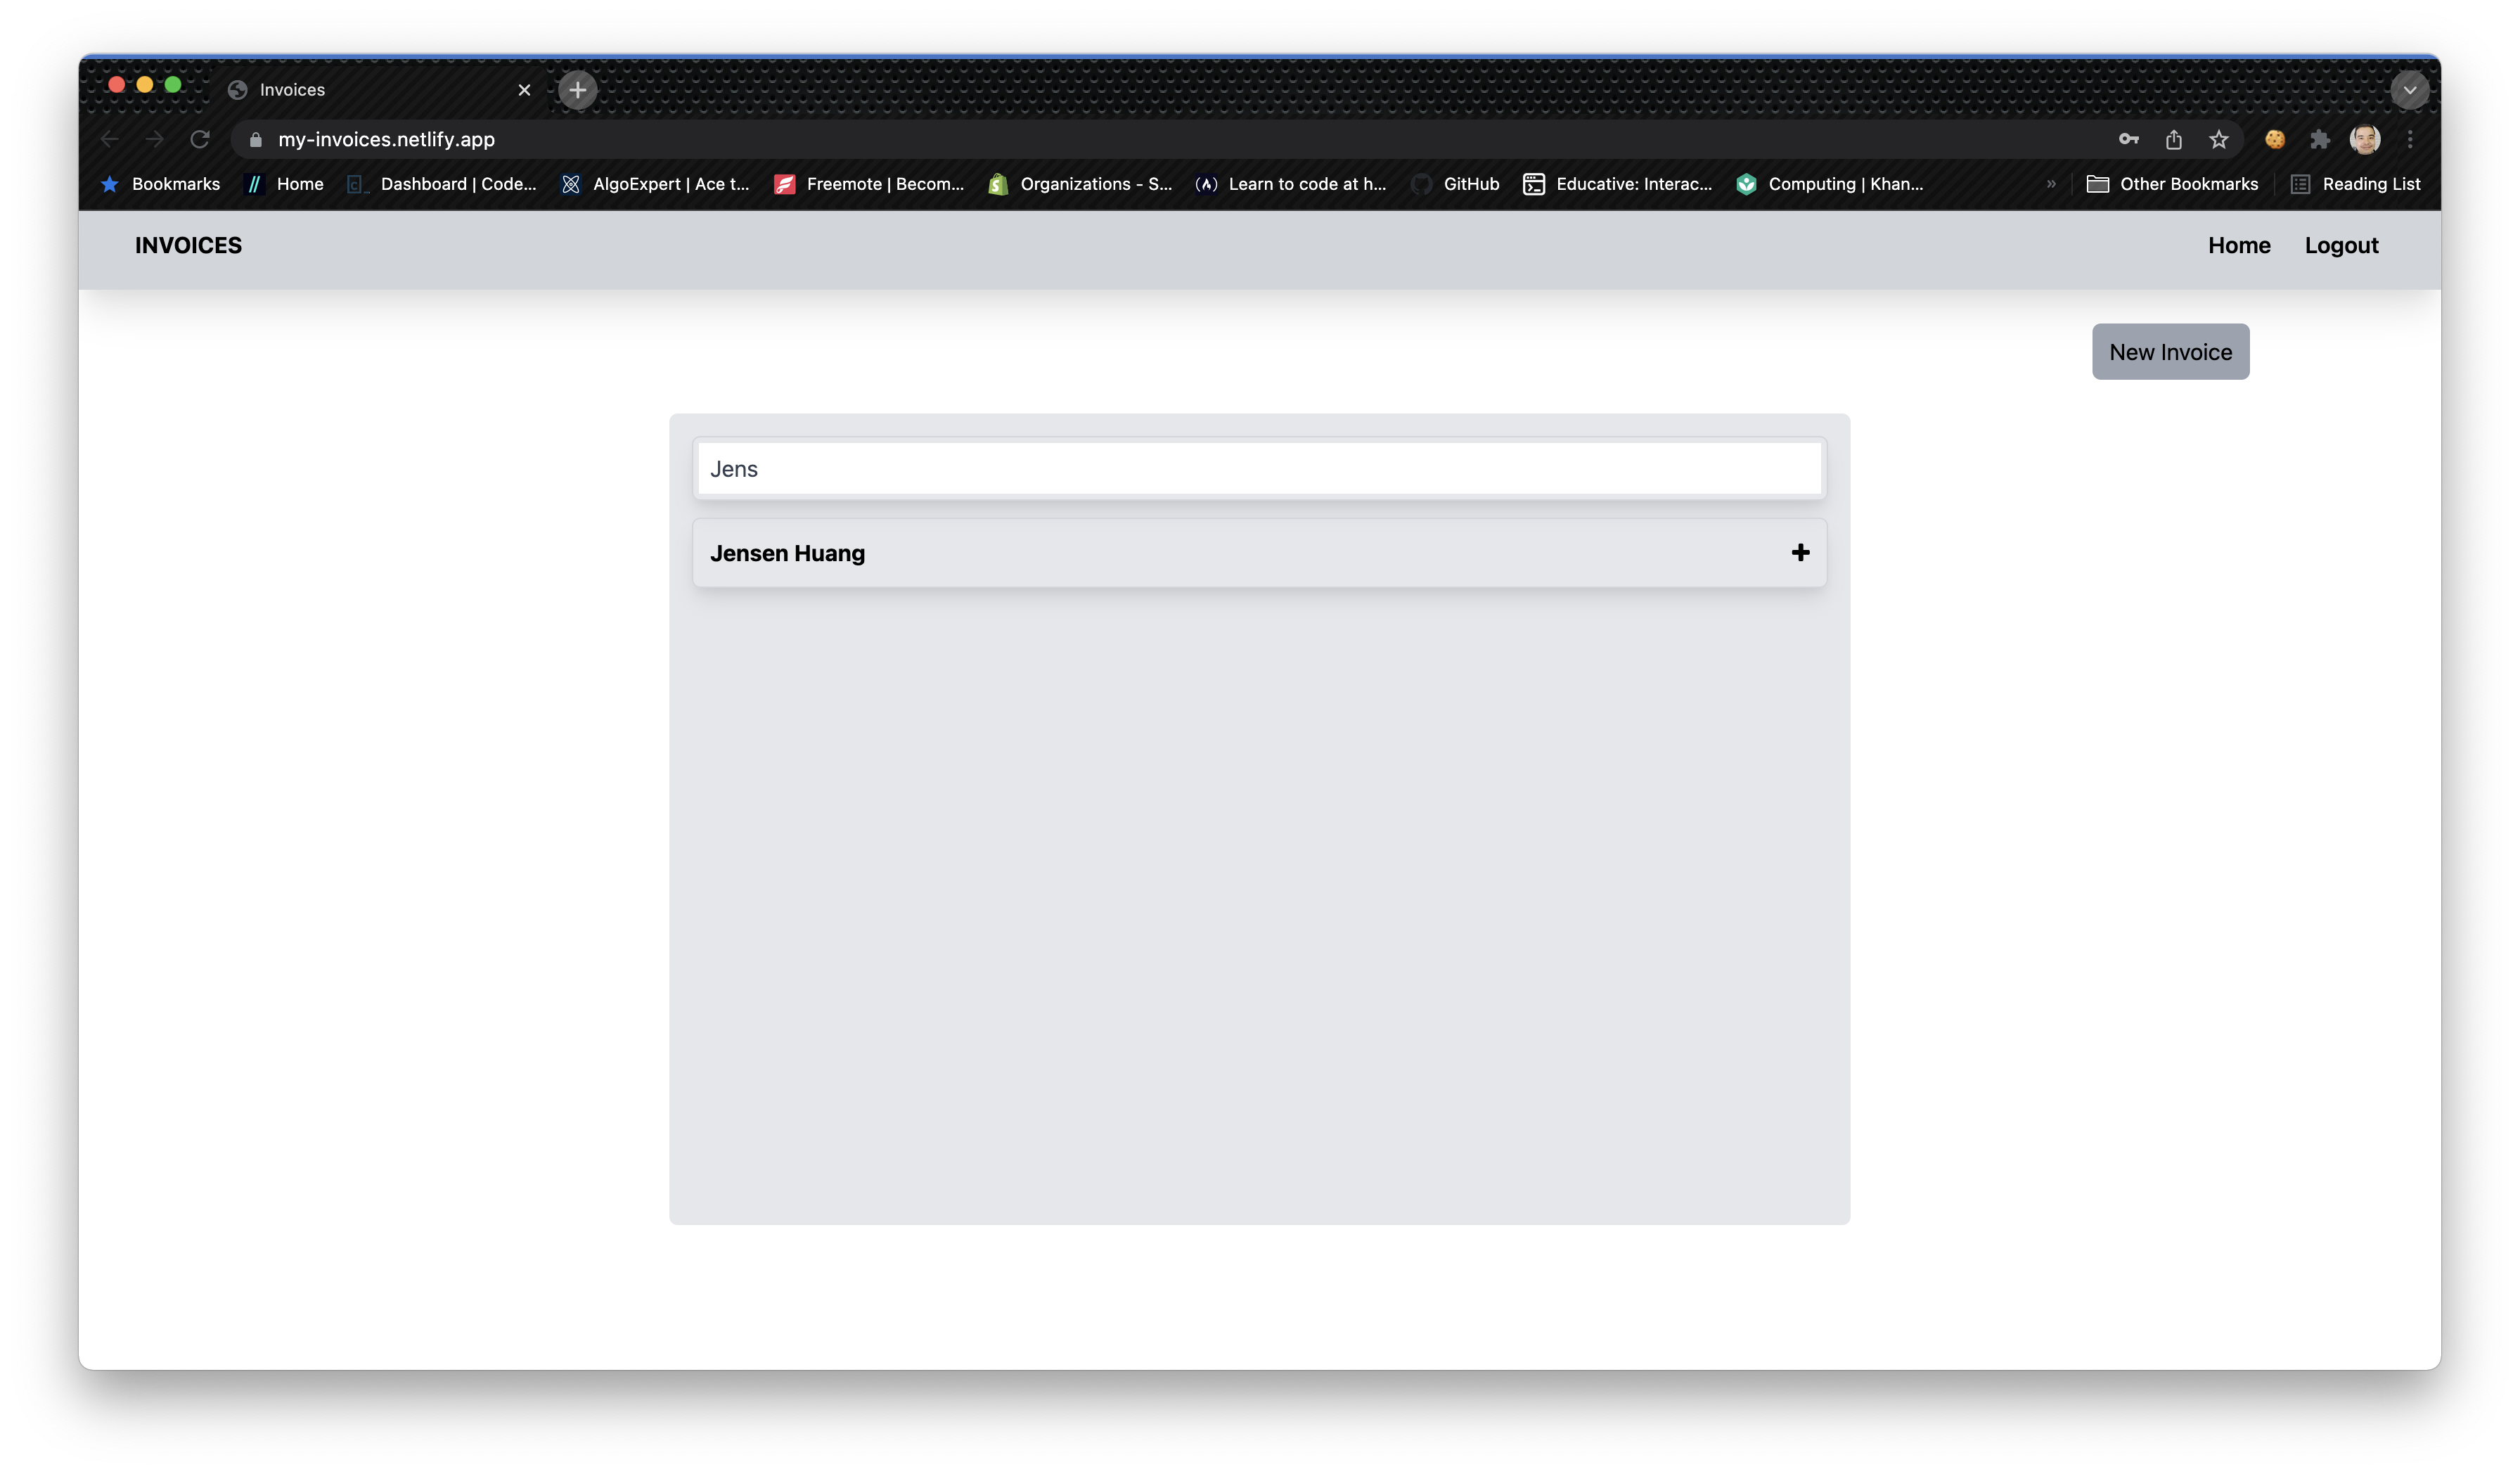 Invoices
my-invoices.netlify.app
Bookmarks Home Dashboard | Code... AlgoExpert | Ace t... Freemote | Becom... Organizations - S... Learn to code at h... GitHub Educative: Interac... Computing | Khan... » Other Bookmarks Reading List
INVOICES Home Logout
New Invoice
Jens
Jensen Huang